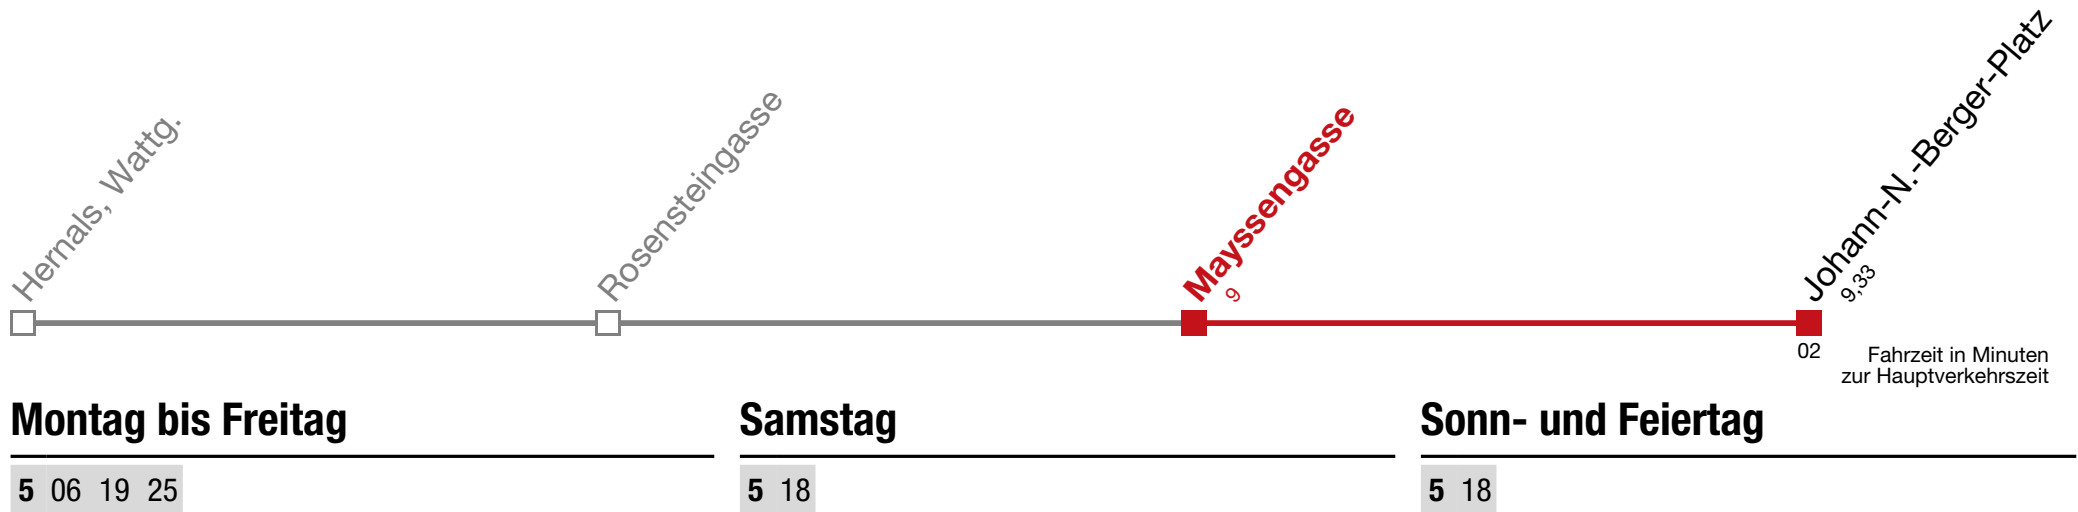 Hernals, Wattg.
Rosensteingasse
Mayssengasse
9
Johann-N.-Berger-Platz
9,33
02
Fahrzeit in Minuten
zur Hauptverkehrszeit
Montag bis Freitag
5 06 19 25
Samstag
5 18
Sonn- und Feiertag
5 18